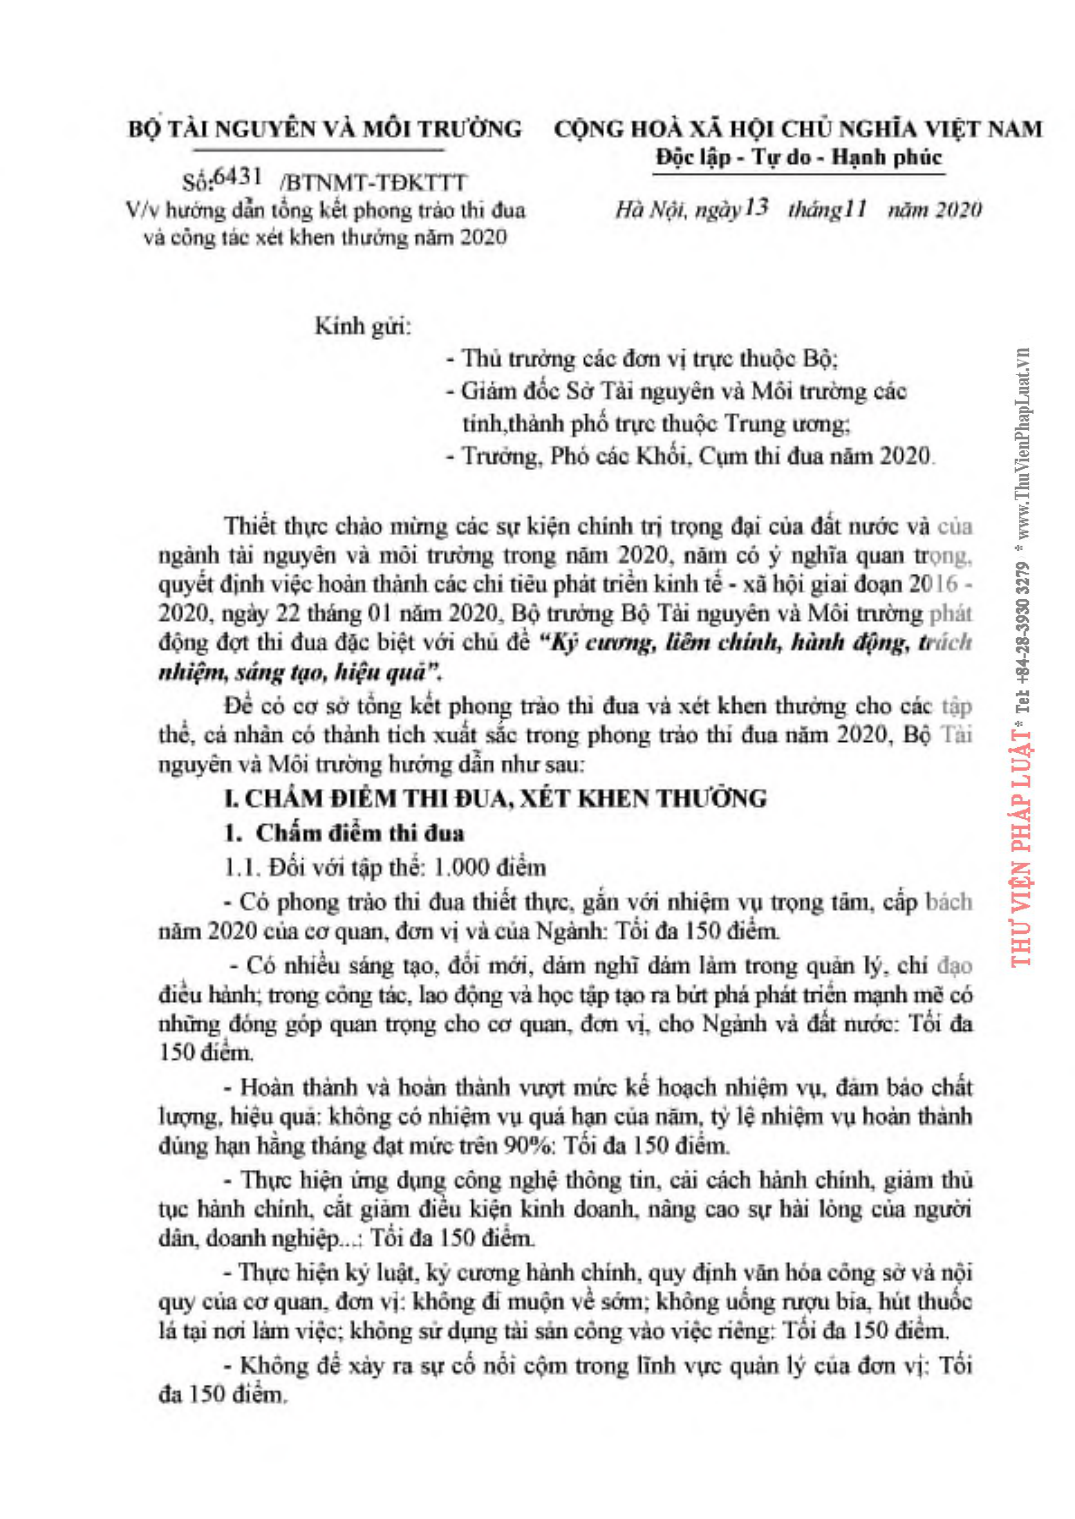 BỘ TÀI NGUYÊN VÀ MÔI TRƯỜNG
Số:6431 /BTNMT-TĐKTTT
V/v hướng dẫn tổng kết phong trào thi đua
và công tác xét khen thưởng năm 2020
CỘNG HOÀ XÃ HỘI CHỦ NGHĨA VIỆT NAM
Độc lập - Tự do - Hạnh phúc
Hà Nội, ngày 13 tháng 11 năm 2020
Kính gửi:
- Thủ trưởng các đơn vị trực thuộc Bộ;
- Giám đốc Sở Tài nguyên và Môi trường các
tỉnh,thành phố trực thuộc Trung ương;
- Trưởng, Phó các Khối, Cụm thi đua năm 2020.
Thiết thực chào mừng các sự kiện chính trị trọng đại của đất nước và của
ngành tài nguyên và môi trường trong năm 2020, năm có ý nghĩa quan trọng,
quyết định việc hoàn thành các chỉ tiêu phát triển kinh tế - xã hội giai đoạn 2016 -
2020, ngày 22 tháng 01 năm 2020, Bộ trưởng Bộ Tài nguyên và Môi trường phát
động đợt thi đua đặc biệt với chủ đề “Kỷ cương, liêm chính, hành động, trách
nhiệm, sáng tạo, hiệu quả”.
Để có cơ sở tổng kết phong trào thi đua và xét khen thưởng cho các tập
thể, cá nhân có thành tích xuất sắc trong phong trào thi đua năm 2020, Bộ Tài
nguyên và Môi trường hướng dẫn như sau:
I. CHẤM ĐIỂM THI ĐUA, XÉT KHEN THƯỞNG
1. Chấm điểm thi đua
1.1. Đối với tập thể: 1.000 điểm
- Có phong trào thi đua thiết thực, gắn với nhiệm vụ trọng tâm, cấp bách
năm 2020 của cơ quan, đơn vị và của Ngành: Tối đa 150 điểm.
- Có nhiều sáng tạo, đổi mới, dám nghĩ dám làm trong quản lý, chỉ đạo
điều hành; trong công tác, lao động và học tập tạo ra bứt phá phát triển mạnh mẽ có
những đóng góp quan trọng cho cơ quan, đơn vị, cho Ngành và đất nước: Tối đa
150 điểm.
- Hoàn thành và hoàn thành vượt mức kế hoạch nhiệm vụ, đảm bảo chất
lượng, hiệu quả: không có nhiệm vụ quá hạn của năm, tỷ lệ nhiệm vụ hoàn thành
đúng hạn hằng tháng đạt mức trên 90%: Tối đa 150 điểm.
- Thực hiện ứng dụng công nghệ thông tin, cải cách hành chính, giảm thủ
tục hành chính, cắt giảm điều kiện kinh doanh, nâng cao sự hài lòng của người
dân, doanh nghiệp...: Tối đa 150 điểm.
- Thực hiện kỷ luật, kỷ cương hành chính, quy định văn hóa công sở và nội
quy của cơ quan, đơn vị: không đi muộn về sớm; không uống rượu bia, hút thuốc
lá tại nơi làm việc; không sử dụng tài sản công vào việc riêng: Tối đa 150 điểm.
- Không để xảy ra sự cố nổi cộm trong lĩnh vực quản lý của đơn vị: Tối
đa 150 điểm.
THƯ VIỆN PHÁP LUẬT * Tel: +84-28-3930 3279 * www.ThuVienPhapLuat.vn